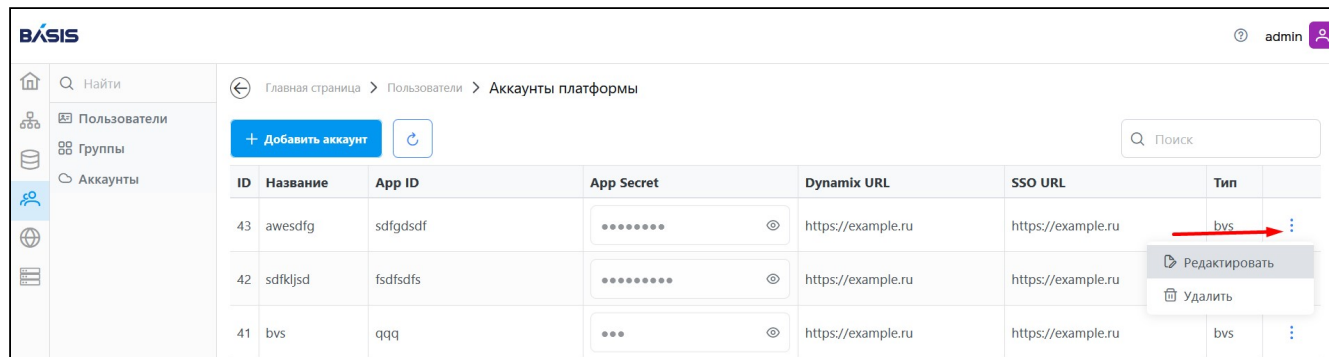 BÁSIS
admin
Найти
Главная страница > Пользователи > Аккаунты платформы
Пользователи
Группы
Аккаунты
+ Добавить аккаунт
Поиск
ID Название App ID App Secret Dynamix URL SSO URL Тип
43 awesdfg sdfgdsdf •••••••• https://example.ru https://example.ru bvs
Редактировать
42 sdfkljsd fsdfsdfs ••••••••• https://example.ru https://example.ru
Удалить
41 bvs qqq ••• https://example.ru https://example.ru bvs